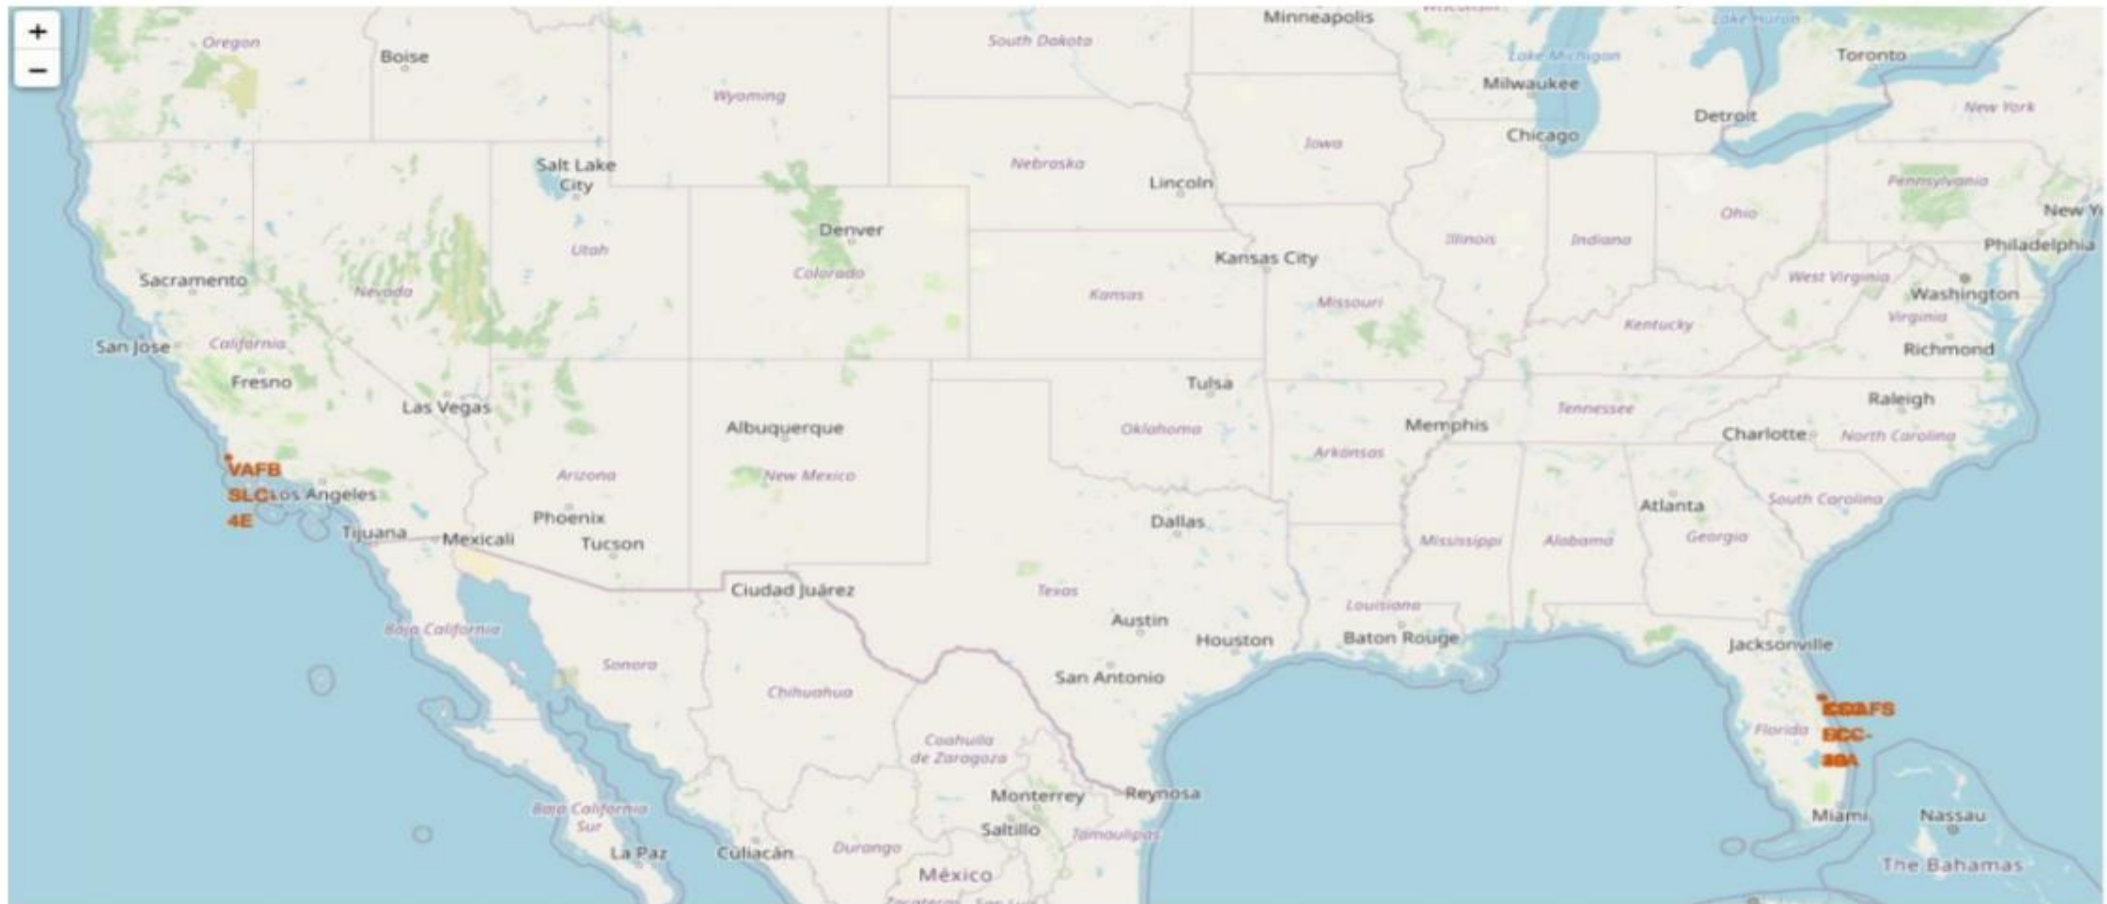 +
−
Oregon
Boise
Wyoming
South Dakota
Minneapolis
Wisconsin
Lake Michigan
Milwaukee
Lake Huron
Toronto
New York
Detroit
Chicago
Iowa
Nebraska
Lincoln
Salt Lake
City
Utah
Denver
Colorado
Nevada
Sacramento
San Jose
California
Fresno
Las Vegas
Kansas
Kansas City
Missouri
Illinois
Indiana
Ohio
Pennsylvania
New Y
Philadelphia
West Virginia
Washington
Virginia
Richmond
Kentucky
Tulsa
Oklahoma
Albuquerque
New Mexico
Arizona
Phoenix
Tucson
VAFB
SLC
4E
Los Angeles
Tijuana
Mexicali
Memphis
Tennessee
Arkansas
Raleigh
Charlotte
North Carolina
South Carolina
Atlanta
Georgia
Alabama
Mississippi
Dallas
Texas
Austin
Houston
San Antonio
Louisiana
Baton Rouge
Jacksonville
Florida
Miami
Nassau
The Bahamas
Ciudad Juárez
Baja California
Sonora
Chihuahua
Coahuila
de Zaragoza
Monterrey
Reynosa
Saltillo
Tamaulipas
Baja California
Sur
La Paz
Culiacán
Durango
México